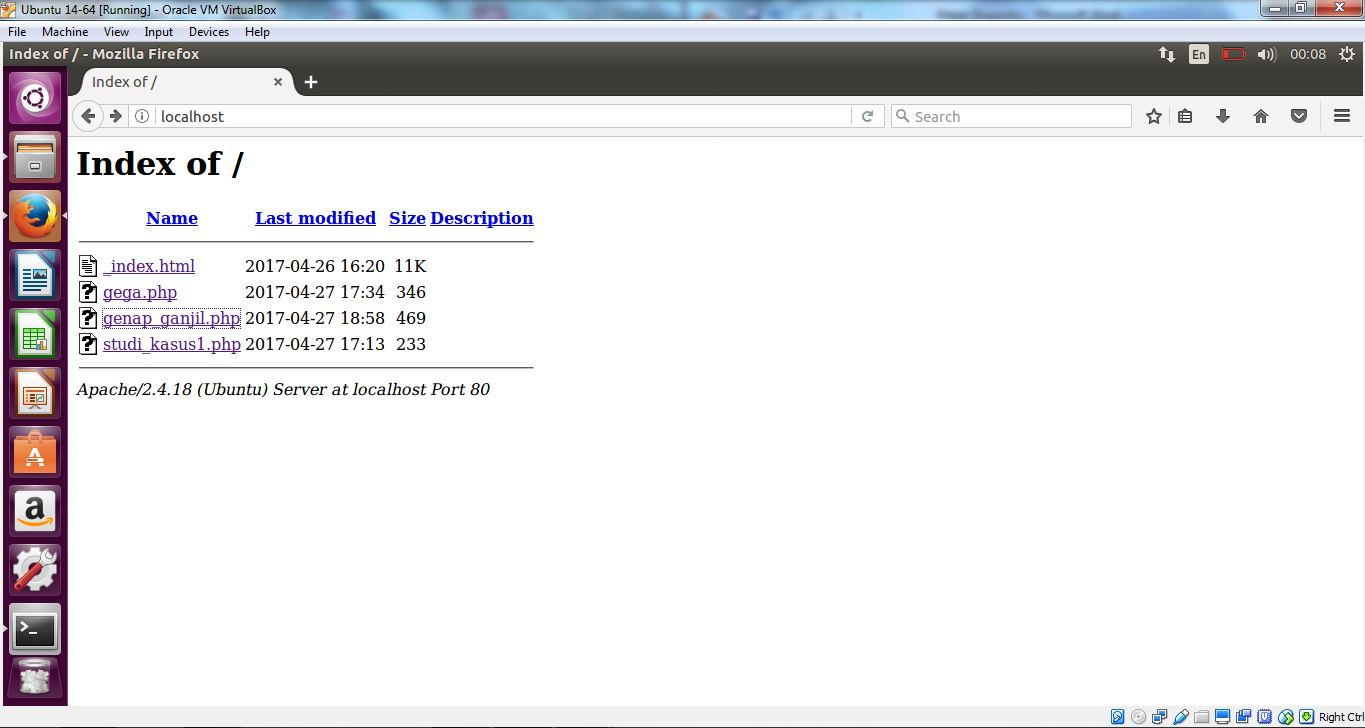 Ubuntu 14-64 [Running] - Oracle VM VirtualBox
File Machine View Input Devices Help
Index of / - Mozilla Firefox En 00:08
Index of /
localhost Search
Index of /
Name Last modified Size Description
_index.html 2017-04-26 16:20 11K
gega.php 2017-04-27 17:34 346
genap_ganjil.php 2017-04-27 18:58 469
studi_kasus1.php 2017-04-27 17:13 233
Apache/2.4.18 (Ubuntu) Server at localhost Port 80
Right Ctrl